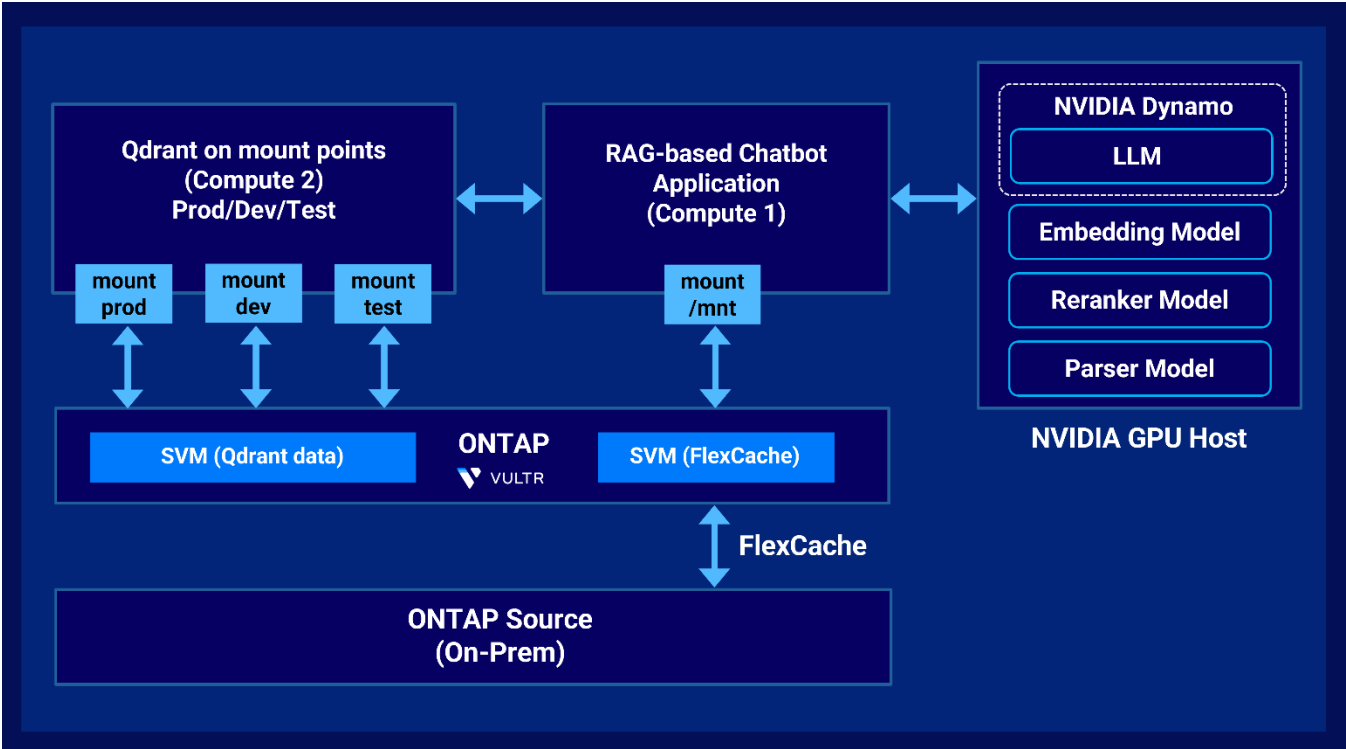 Qdrant on mount points
(Compute 2)
Prod/Dev/Test
mount
prod
mount
dev
mount
test
RAG-based Chatbot
Application
(Compute 1)
mount
/mnt
NVIDIA Dynamo
LLM
Embedding Model
Reranker Model
Parser Model
NVIDIA GPU Host
SVM (Qdrant data)
ONTAP
VULTR
SVM (FlexCache)
FlexCache
ONTAP Source
(On-Prem)